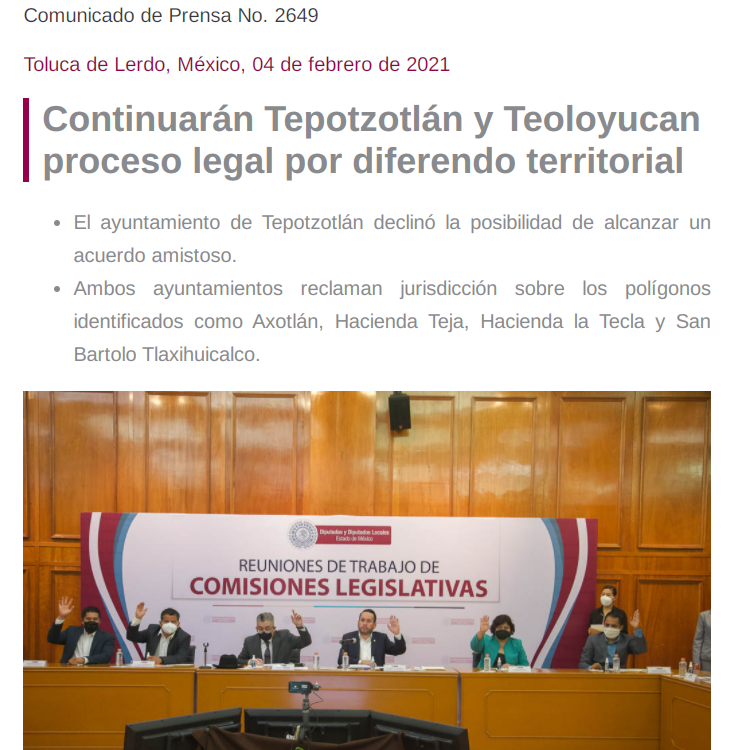 Comunicado de Prensa No. 2649
Toluca de Lerdo, México, 04 de febrero de 2021
Continuarán Tepotzotlán y Teoloyucan
proceso legal por diferendo territorial
El ayuntamiento de Tepotzotlán declinó la posibilidad de alcanzar un
acuerdo amistoso.
Ambos ayuntamientos reclaman jurisdicción sobre los polígonos
identificados como Axotlán, Hacienda Teja, Hacienda la Tecla y San
Bartolo Tlaxihuicalco.
Diputados y Diputadas Locales
Estado de México
REUNIONES DE TRABAJO DE
COMISIONES LEGISLATIVAS